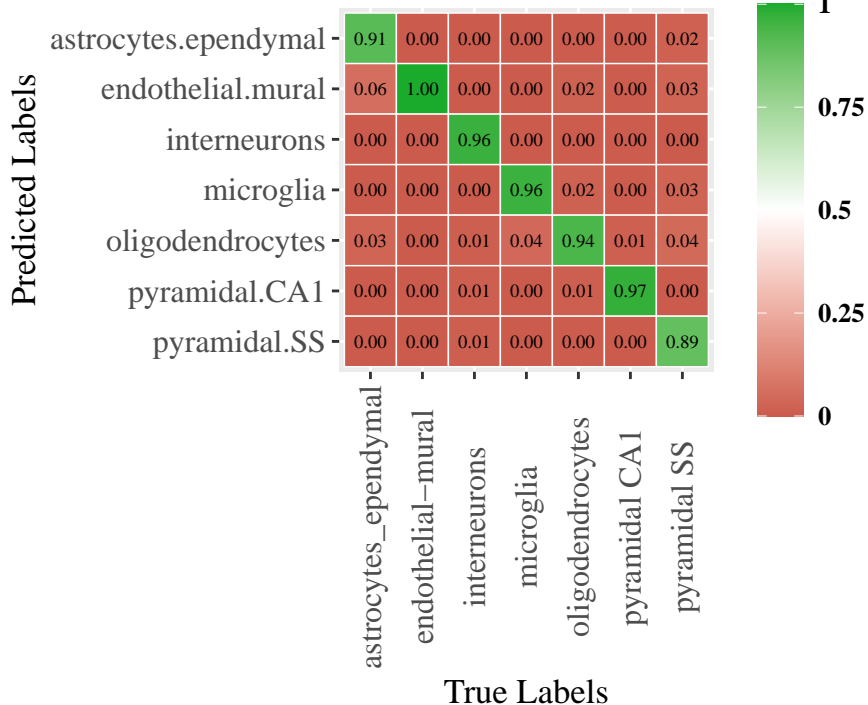 Predicted Labels
astrocytes.ependymal 0.91 0.00 0.00 0.00 0.00 0.00 0.02
endothelial.mural 0.06 1.00 0.00 0.00 0.02 0.00 0.03
interneurons 0.00 0.00 0.96 0.00 0.00 0.00 0.00
microglia 0.00 0.00 0.00 0.96 0.02 0.00 0.03
oligodendrocytes 0.03 0.00 0.01 0.04 0.94 0.01 0.04
pyramidal.CA1 0.00 0.00 0.01 0.00 0.01 0.97 0.00
pyramidal.SS 0.00 0.00 0.01 0.00 0.00 0.00 0.89
astrocytes_ependymal
endothelial−mural
interneurons
microglia
oligodendrocytes
pyramidal CA1
pyramidal SS
True Labels
1
0.75
0.5
0.25
0